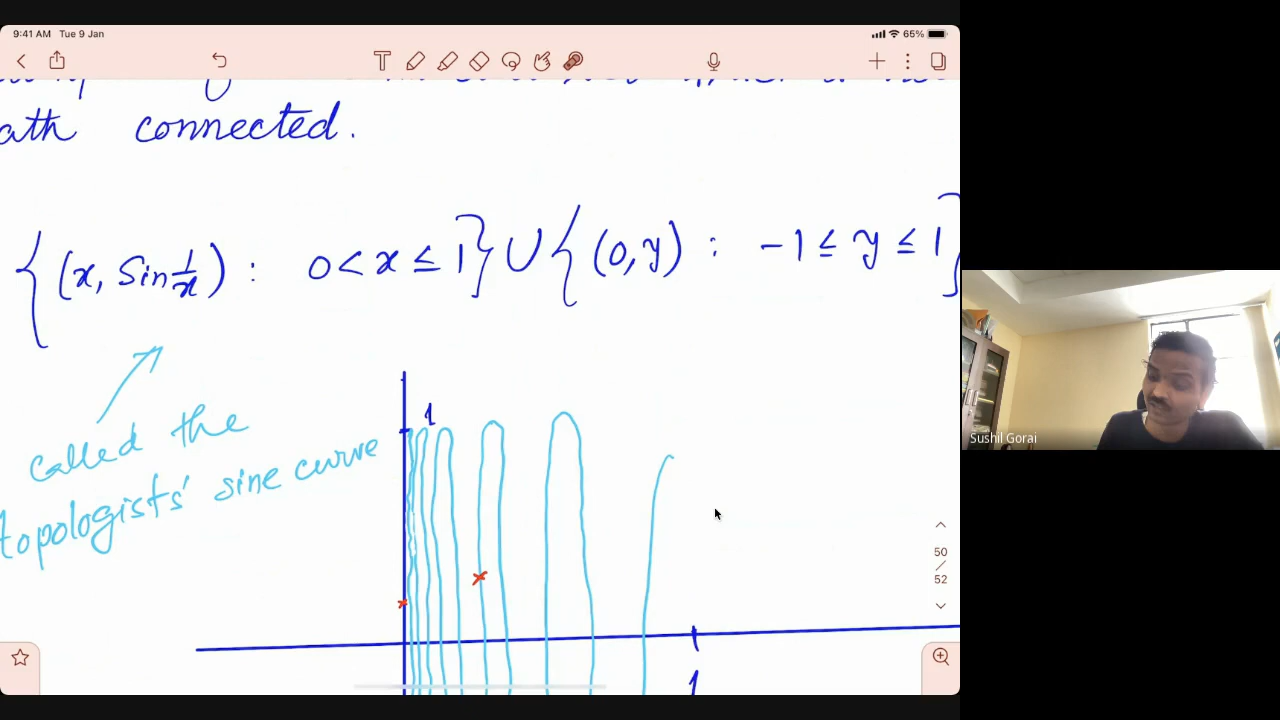 9:41 AM Tue 9 Jan
65%
ath connected.
{(x, Sin 1/x) : 0 < x ≤ 1} ∪ {(0, y) : -1 ≤ y ≤ 1}
1
called the
topologists' sine curve
1
50
/
52
Sushil Gorai